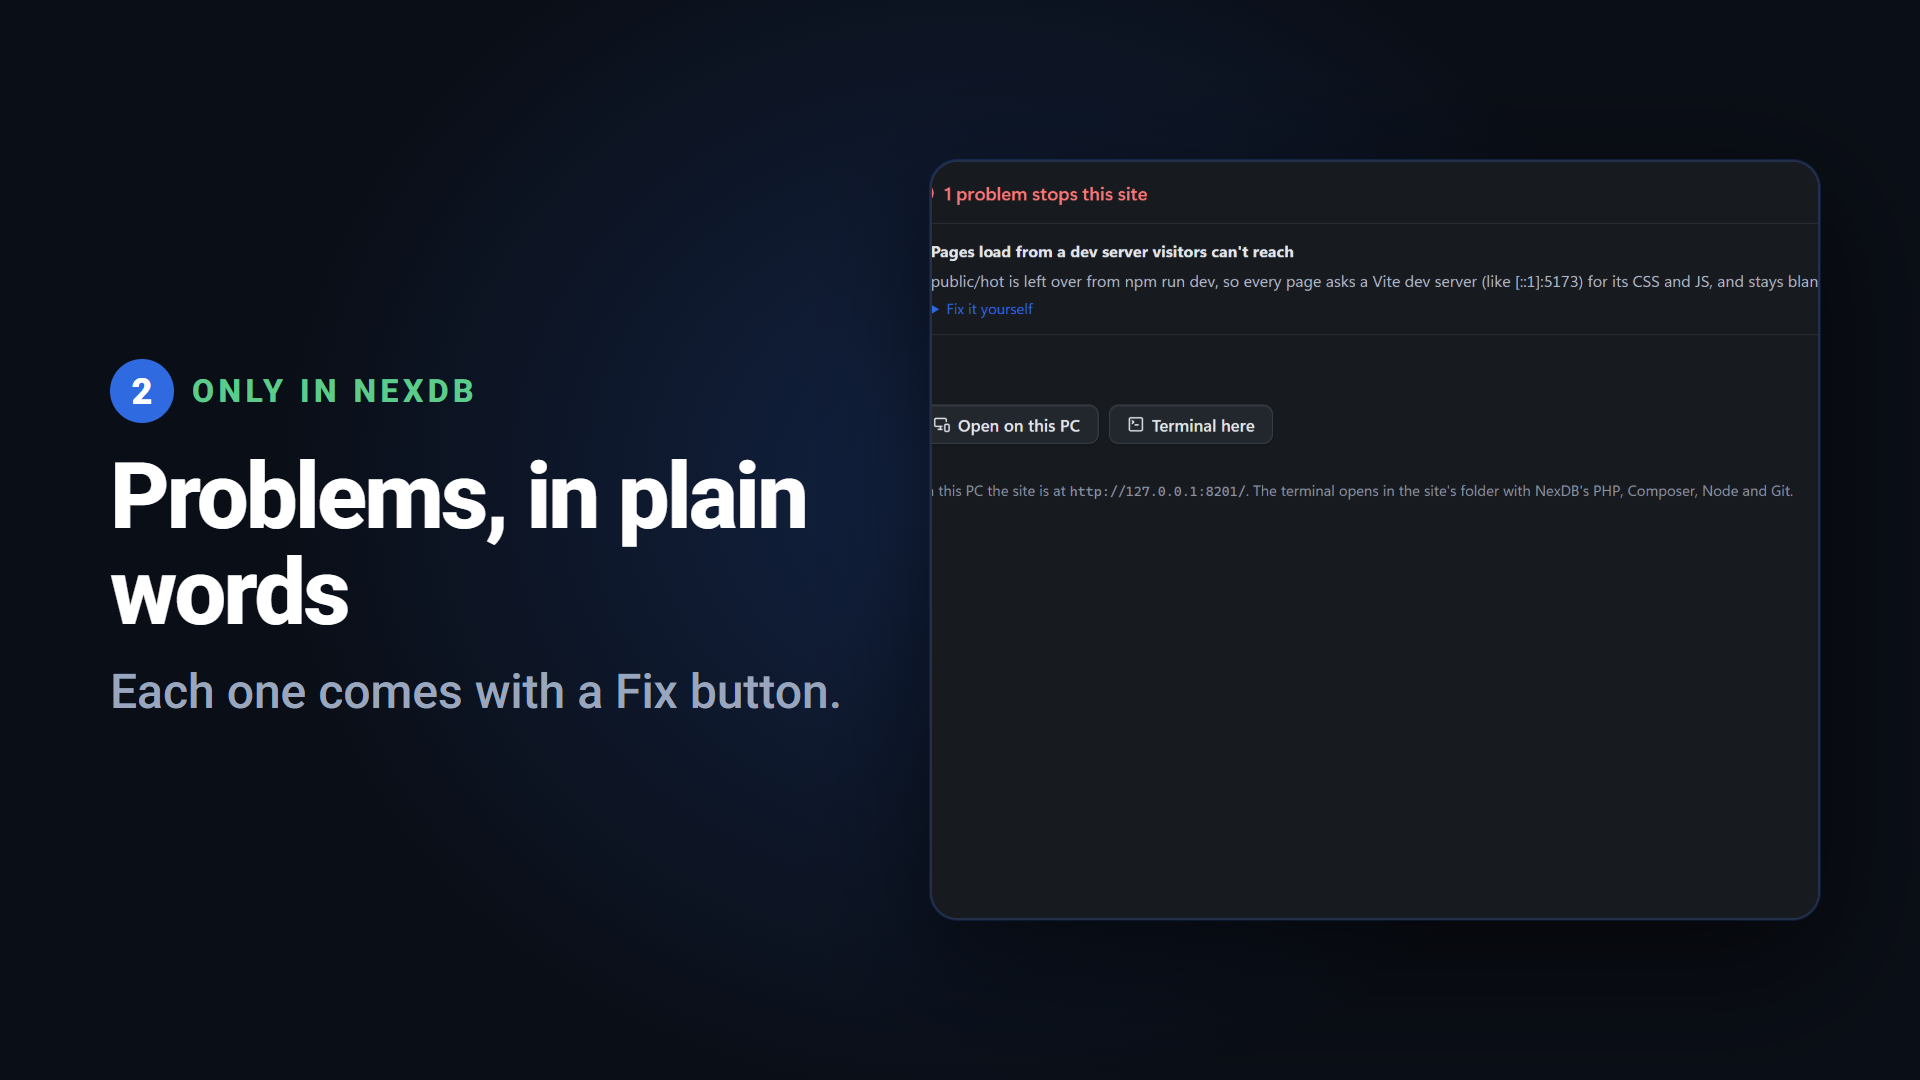 2 ONLY IN NEXDB
Problems, in plain
words
Each one comes with a Fix button.
1 problem stops this site
Pages load from a dev server visitors can't reach
public/hot is left over from npm run dev, so every page asks a Vite dev server (like [::1]:5173) for its CSS and JS, and stays blan
Fix it yourself
Open on this PC
Terminal here
this PC the site is at http://127.0.0.1:8201/. The terminal opens in the site's folder with NexDB's PHP, Composer, Node and Git.